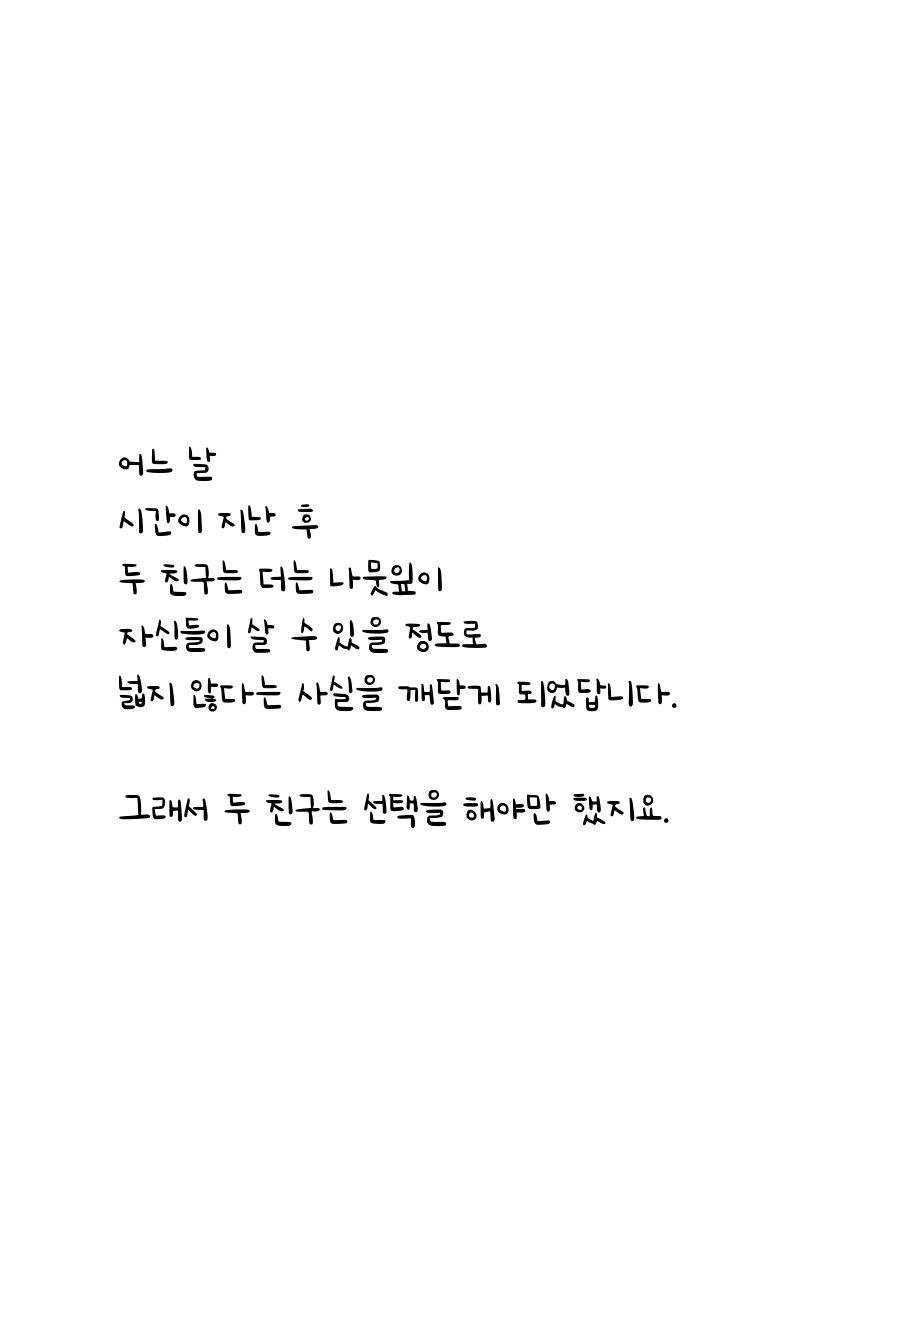 어느 날
시간이 지난 후
두 친구는 더는 나뭇잎이
자신들이 살 수 있을 정도로
넓지 않다는 사실을 깨닫게 되었답니다.
그래서 두 친구는 선택을 해야만 했지요.